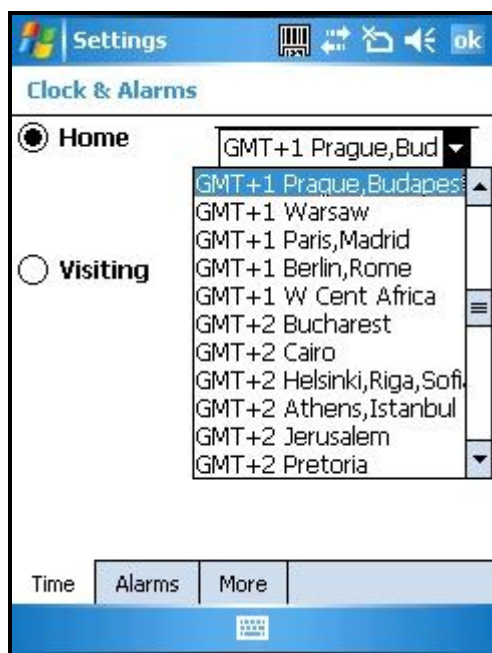 Settings
ok
Clock & Alarms
Home
GMT+1 Prague,Bud
GMT+1 Prague,Budapes
GMT+1 Warsaw
GMT+1 Paris,Madrid
Visiting
GMT+1 Berlin,Rome
GMT+1 W Cent Africa
GMT+2 Bucharest
GMT+2 Cairo
GMT+2 Helsinki,Riga,Sofi
GMT+2 Athens,Istanbul
GMT+2 Jerusalem
GMT+2 Pretoria
Time
Alarms
More